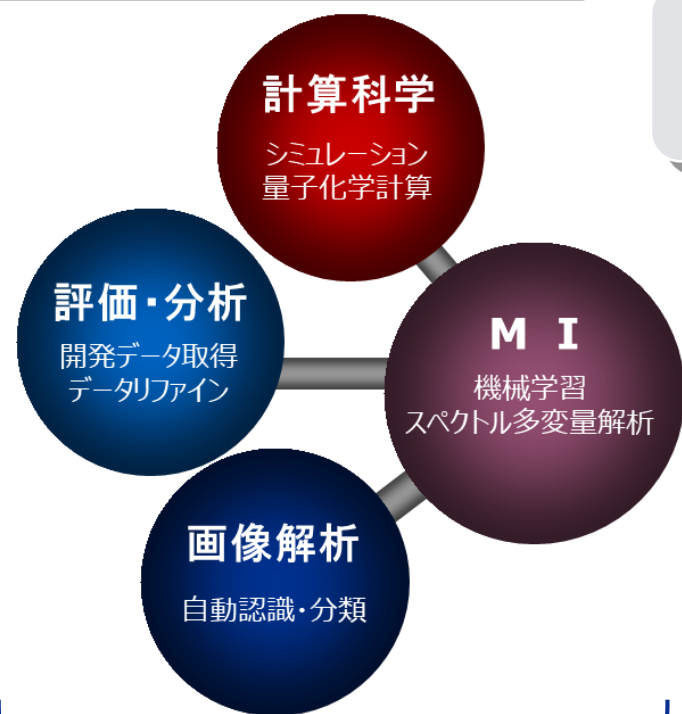 計算科学
シミュレーション
量子化学計算
評価・分析
開発データ取得
データリファイン
M I
機械学習
スペクトル多変量解析
画像解析
自動認識・分類